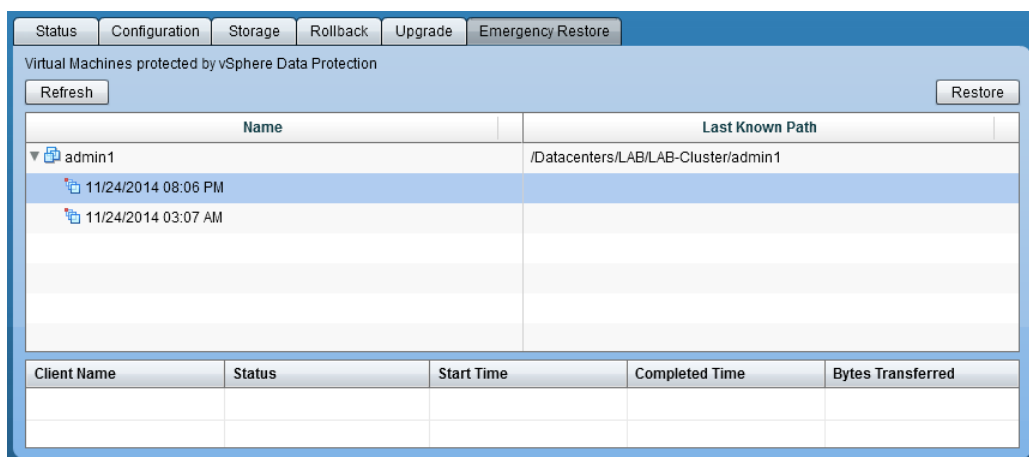 Status Configuration Storage Rollback Upgrade Emergency Restore
Virtual Machines protected by vSphere Data Protection
Refresh Restore
Name Last Known Path
admin1 /Datacenters/LAB/LAB-Cluster/admin1
11/24/2014 08:06 PM
11/24/2014 03:07 AM
Client Name Status Start Time Completed Time Bytes Transferred